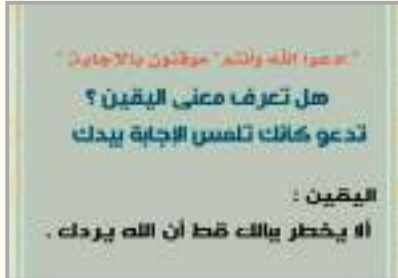 " ادعوا الله وأنتم " موقنون بالإجابة "
هل تعرف معنى اليقين ؟
تدعو كانك تلمس الإجابة بيدك
اليقين :
ألا يخطر ببالك قط أن الله يردك .